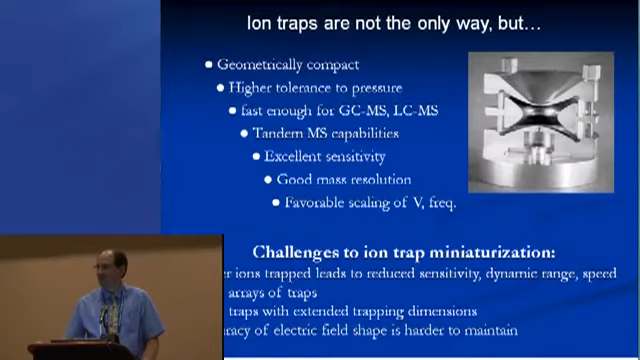 Ion traps are not the only way, but…
● Geometrically compact
● Higher tolerance to pressure
● fast enough for GC-MS, LC-MS
● Tandem MS capabilities
● Excellent sensitivity
● Good mass resolution
● Favorable scaling of V, freq.
Challenges to ion trap miniaturization:
er ions trapped leads to reduced sensitivity, dynamic range, speed
arrays of traps
traps with extended trapping dimensions
racy of electric field shape is harder to maintain